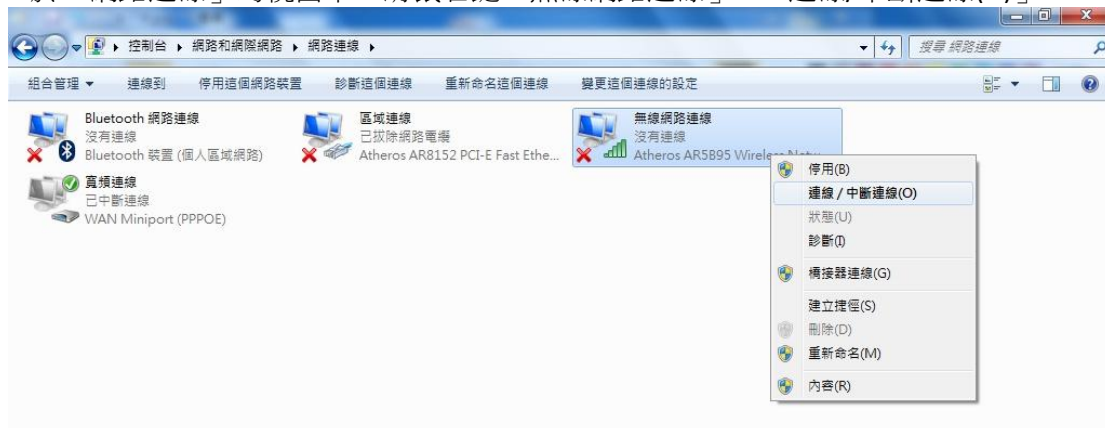 控制台 ▸ 網路和網際網路 ▸ 網路連線 ▸
搜尋 網路連線
組合管理 連線到 停用這個網路裝置 診斷這個連線 重新命名這個連線 變更這個連線的設定
Bluetooth 網路連線
沒有連線
Bluetooth 裝置 (個人區域網路)
區域連線
已拔除網路電纜
Atheros AR8152 PCI-E Fast Ethe...
無線網路連線
沒有連線
Atheros AR5B95 Wireless Netw...
寬頻連線
已中斷連線
WAN Miniport (PPPOE)
停用(B)
連線 / 中斷連線(O)
狀態(U)
診斷(I)
橋接器連線(G)
建立捷徑(S)
刪除(D)
重新命名(M)
內容(R)